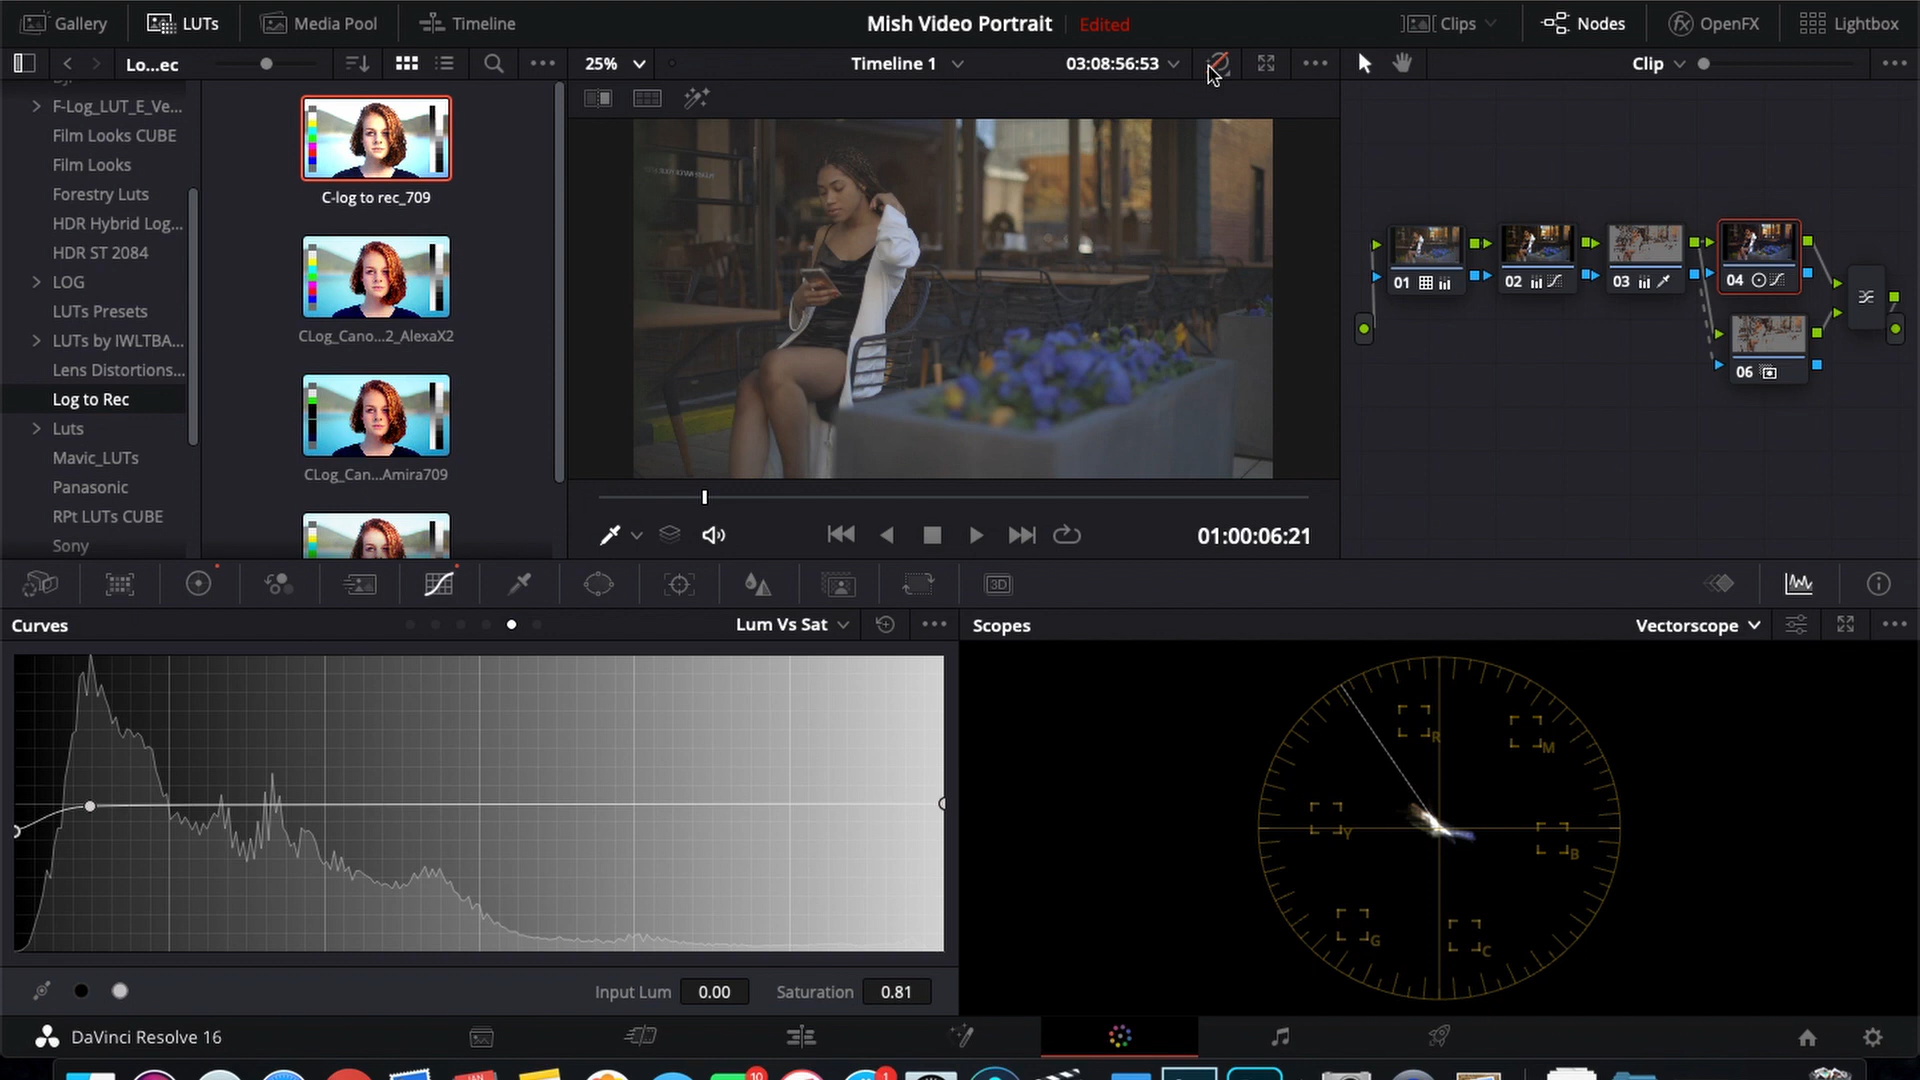 Gallery
LUTs
Media Pool
Timeline
Mish Video Portrait
Edited
Clips
Nodes
OpenFX
Lightbox
Lo...ec
25%
Timeline 1
03:08:56:53
Clip
F-Log_LUT_E_Ve...
Film Looks CUBE
Film Looks
Forestry Luts
HDR Hybrid Log...
HDR ST 2084
LOG
LUTs Presets
LUTs by IWLTBA...
Lens Distortions...
Log to Rec
Luts
Mavic_LUTs
Panasonic
RPt LUTs CUBE
Sony
C-log to rec_709
CLog_Cano...2_AlexaX2
CLog_Can...Amira709
01
02
03
04
06
01:00:06:21
3D
Curves
Lum Vs Sat
Scopes
Vectorscope
R
M
Y
B
G
C
Input Lum
0.00
Saturation
0.81
DaVinci Resolve 16
JAN
10
1